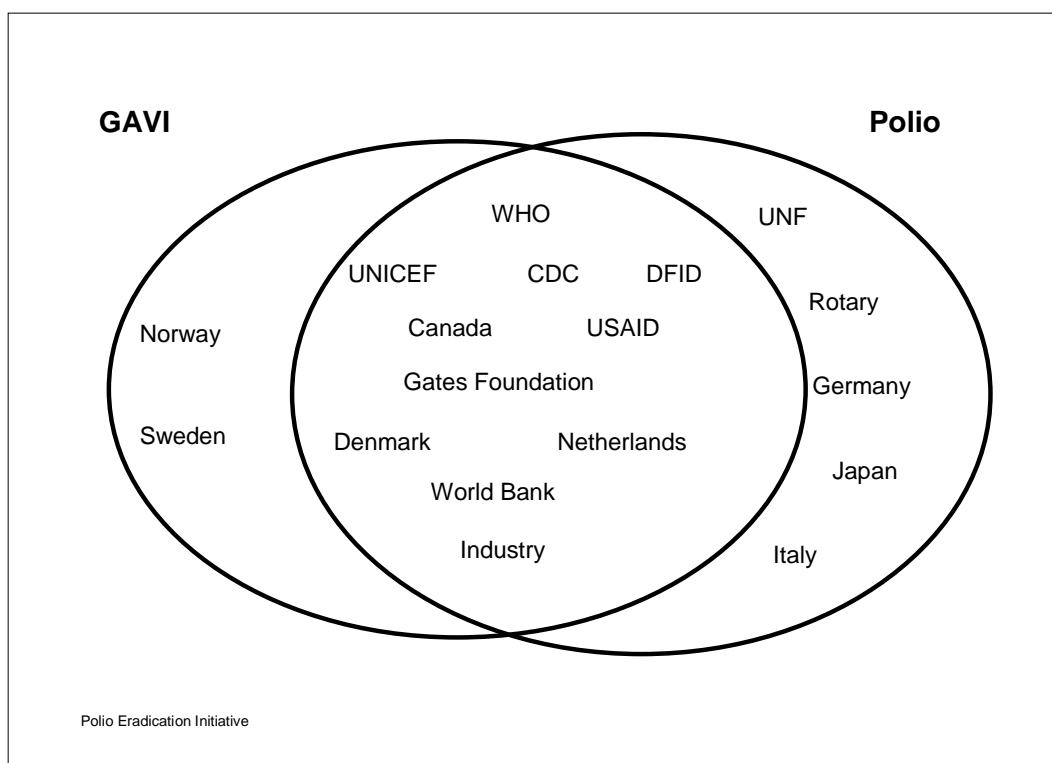 GAVI Polio
WHO UNF
UNICEF CDC DFID
Rotary
Norway Canada USAID
Gates Foundation Germany
Sweden Denmark Netherlands
Japan
World Bank
Industry Italy
Polio Eradication Initiative